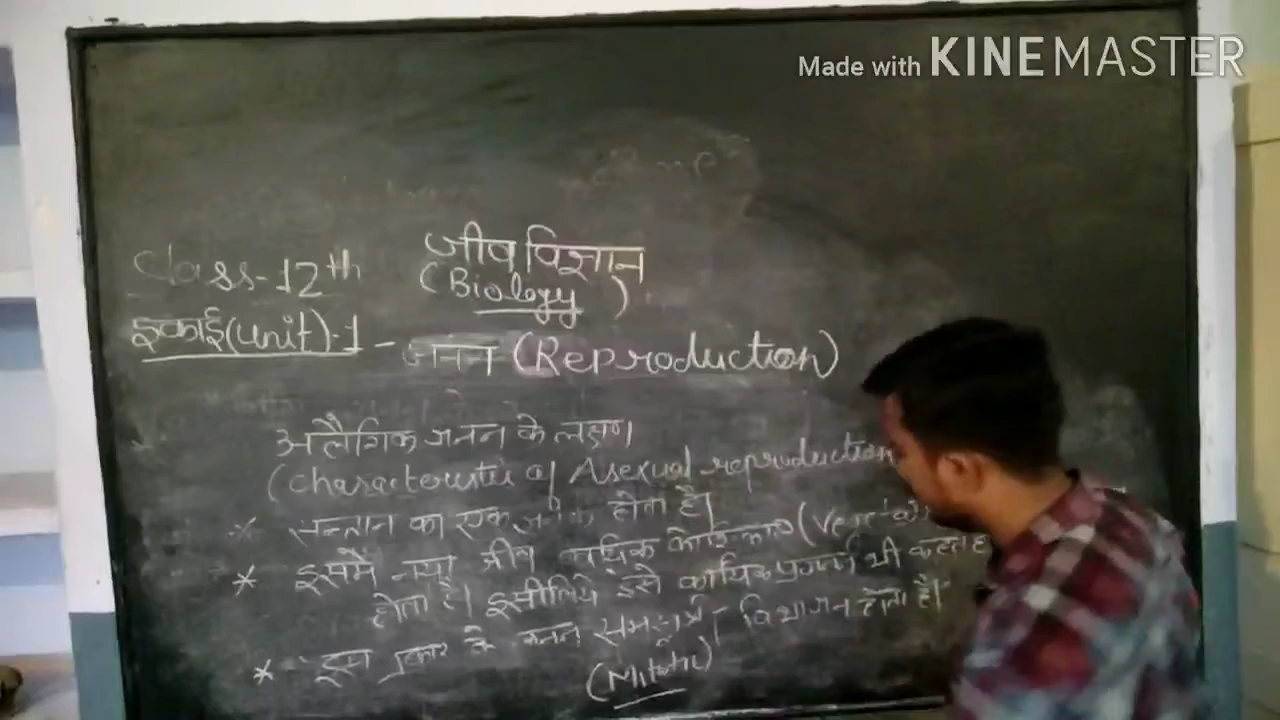 Made with KINEMASTER
जीव विज्ञान
(Biology)
Class-12th
इकाई(unit)-1 - जनन (Reproduction)
अलैगिक जनन के लक्षण
(characteristic of Asexual reproduction
* सन्तान का एक जनक होता है।
* इसमें नया जीव कायिक
होता है। इसीलिये इसे कायिक प्रजनन भी कहते है
* इस प्रकार के जनन समसूत्री विभाजन होता है।
(Mitotic)